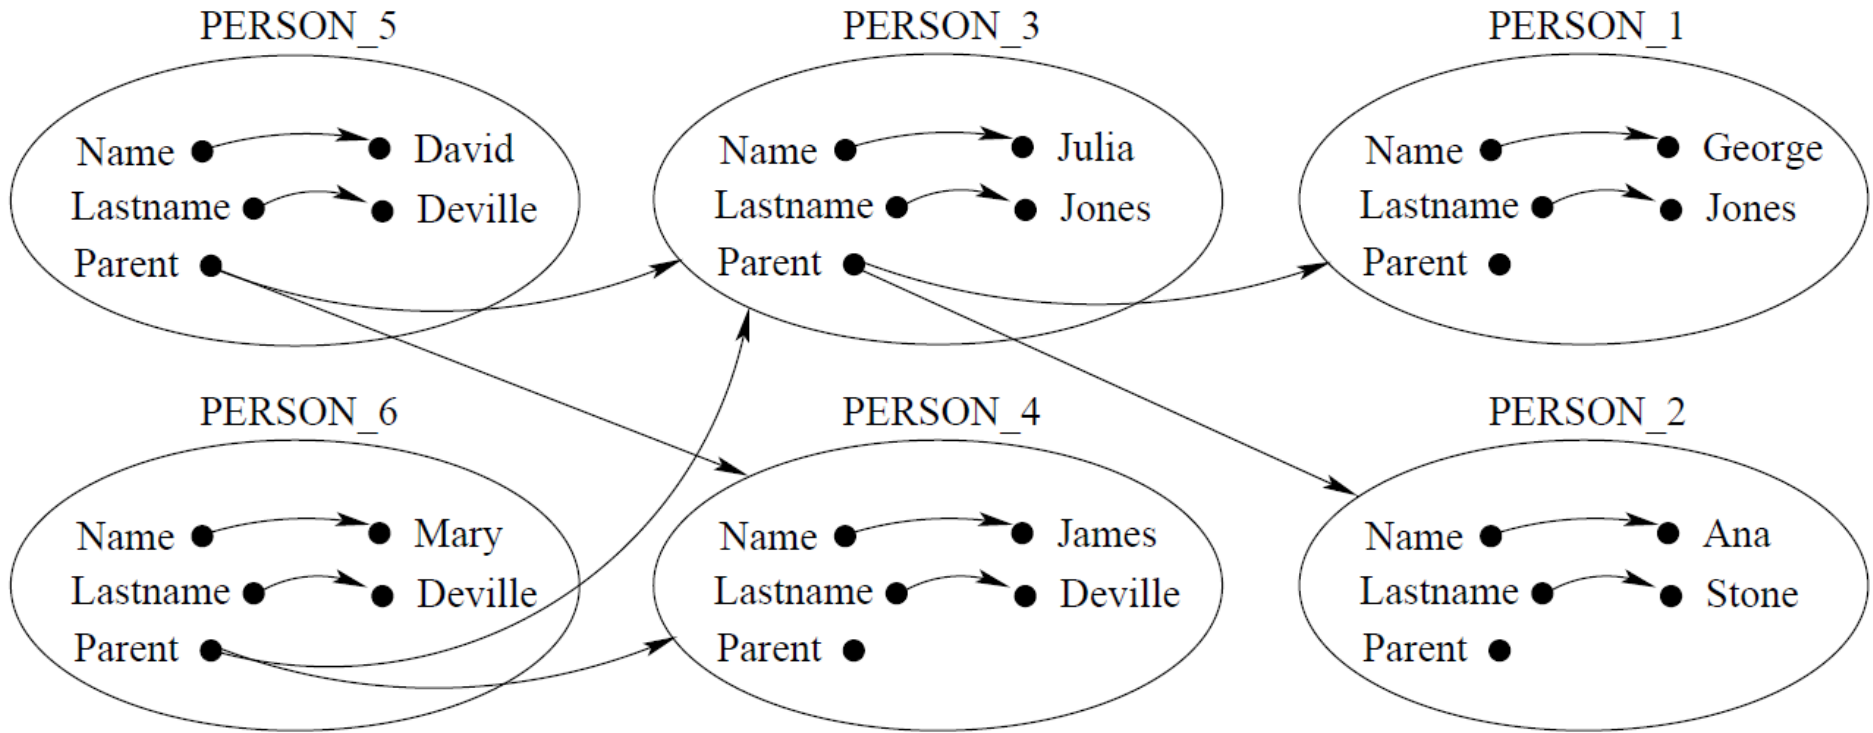 PERSON_5
Name David
Lastname Deville
Parent
PERSON_3
Name Julia
Lastname Jones
Parent
PERSON_1
Name George
Lastname Jones
Parent
PERSON_6
Name Mary
Lastname Deville
Parent
PERSON_4
Name James
Lastname Deville
Parent
PERSON_2
Name Ana
Lastname Stone
Parent